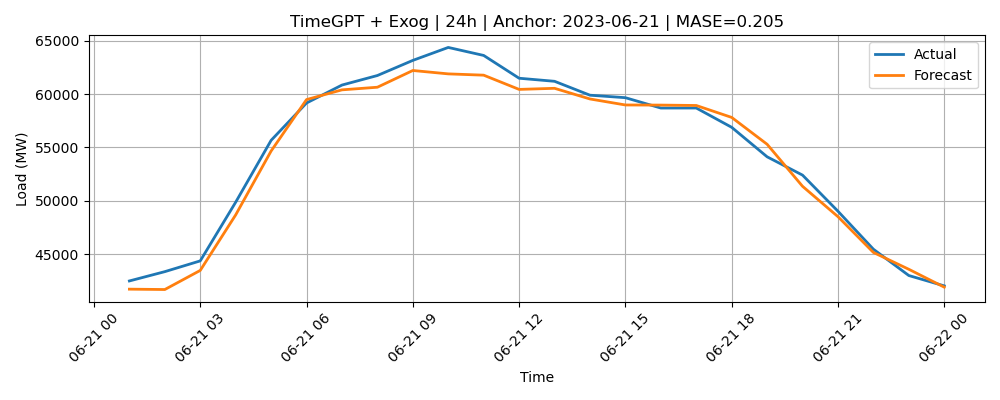 TimeGPT + Exog | 24h | Anchor: 2023-06-21 | MASE=0.205
Load (MW)
65000
60000
55000
50000
45000
Actual
Forecast
06-21 00
06-21 03
06-21 06
06-21 09
06-21 12
06-21 15
06-21 18
06-21 21
06-22 00
Time